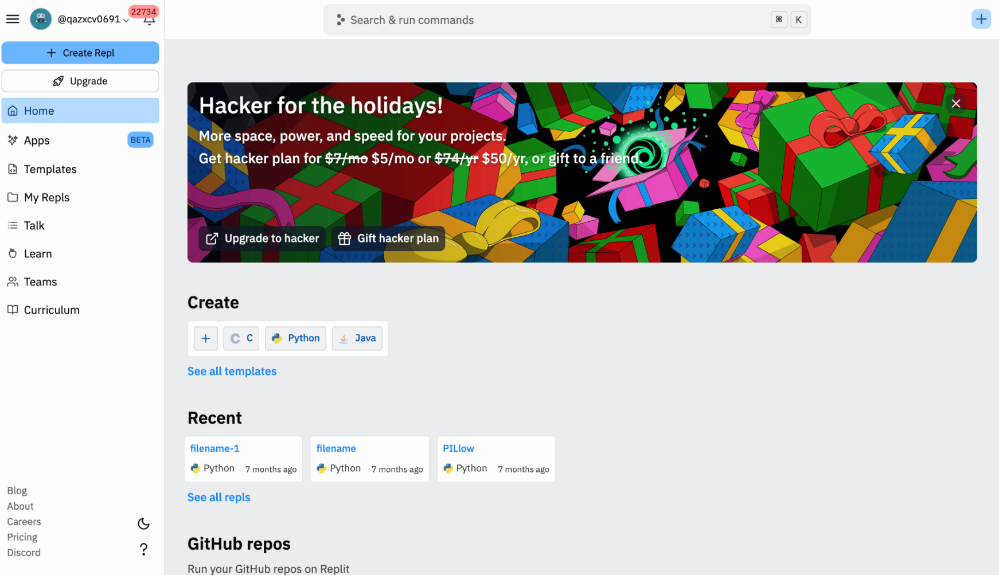 @qazxcv0691
22734
Search & run commands
⌘ K
+
+ Create Repl
Upgrade
Home
Apps BETA
Templates
My Repls
Talk
Learn
Teams
Curriculum
Blog
About
Careers
Pricing
Discord
?
Hacker for the holidays!
More space, power, and speed for your projects.
Get hacker plan for $7/mo $5/mo or $74/yr $50/yr, or gift to a friend.
Upgrade to hacker
Gift hacker plan
Create
+ C C Python Java
See all templates
Recent
filename-1
Python 7 months ago
filename
Python 7 months ago
PILlow
Python 7 months ago
See all repls
GitHub repos
Run your GitHub repos on Replit